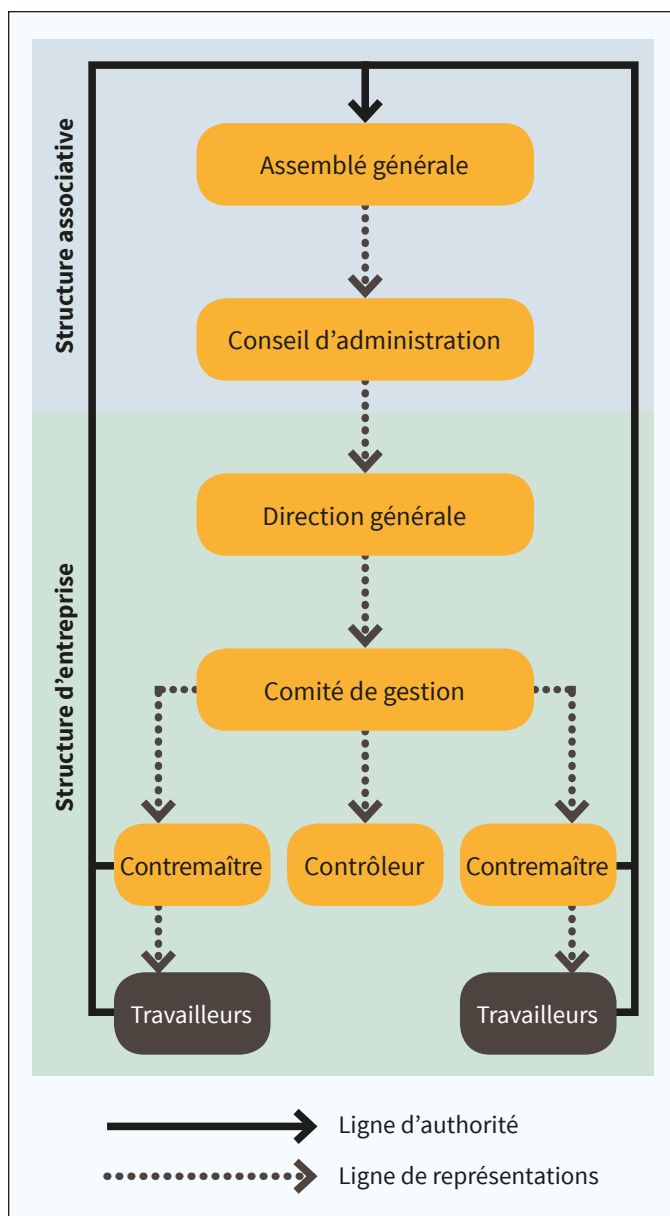 Structure associative
Assemblé générale
Conseil d'administration
Structure d'entreprise
Direction générale
Comité de gestion
Contremaître
Contrôleur
Contremaître
Travailleurs
Travailleurs
Ligne d'authorité
Ligne de représentations